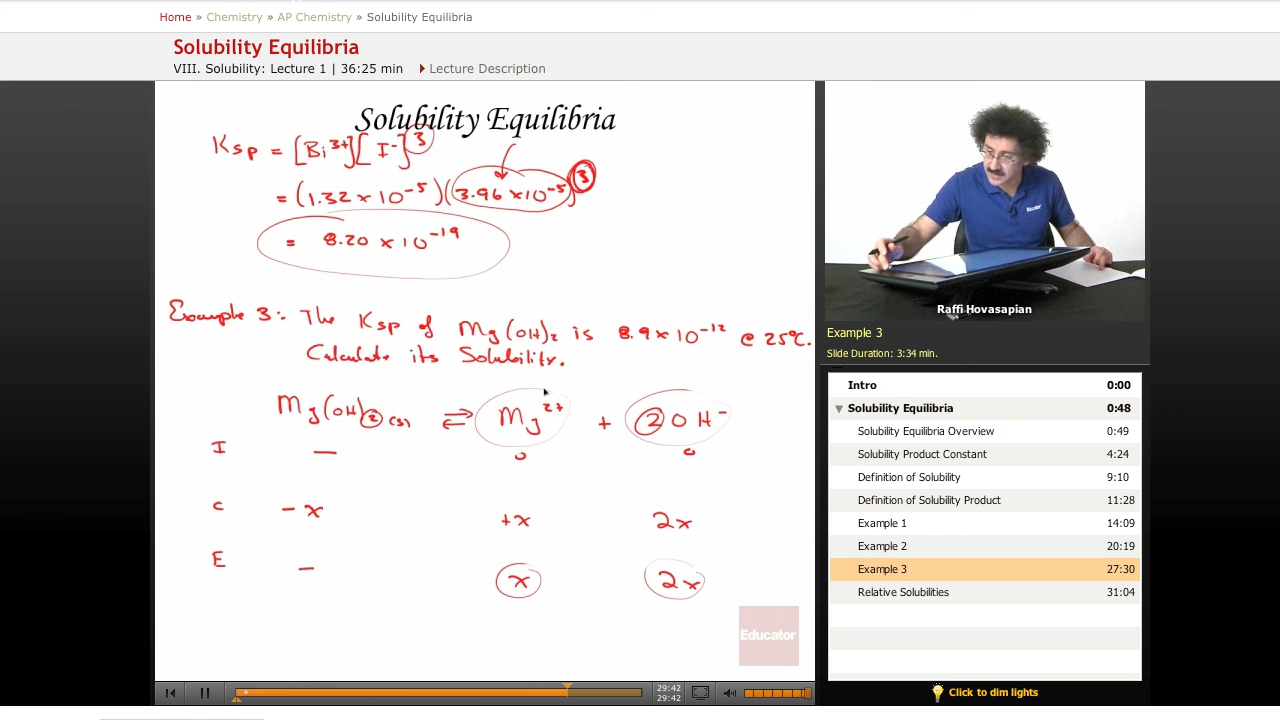 Home » Chemistry » AP Chemistry » Solubility Equilibria
Solubility Equilibria
VIII. Solubility: Lecture 1 | 36:25 min Lecture Description
Solubility Equilibria
Ksp = [Bi³⁺][I⁻]³
= (1.32 × 10⁻⁵)(3.96 × 10⁻⁵)³
= 8.20 × 10⁻¹⁹
Example 3: The Ksp of Mg(OH)₂ is 8.9 × 10⁻¹² @ 25°C.
Calculate its Solubility.
Mg(OH)₂ (s) ⇌ Mg²⁺ + 2OH⁻
I — 0 0
C - x +x 2x
E — x 2x
Educator
Educator
Raffi Hovasapian
Example 3
Slide Duration: 3:34 min.
Intro 0:00
Solubility Equilibria 0:48
Solubility Equilibria Overview 0:49
Solubility Product Constant 4:24
Definition of Solubility 9:10
Definition of Solubility Product 11:28
Example 1 14:09
Example 2 20:19
Example 3 27:30
Relative Solubilities 31:04
29:42
29:42
Click to dim lights